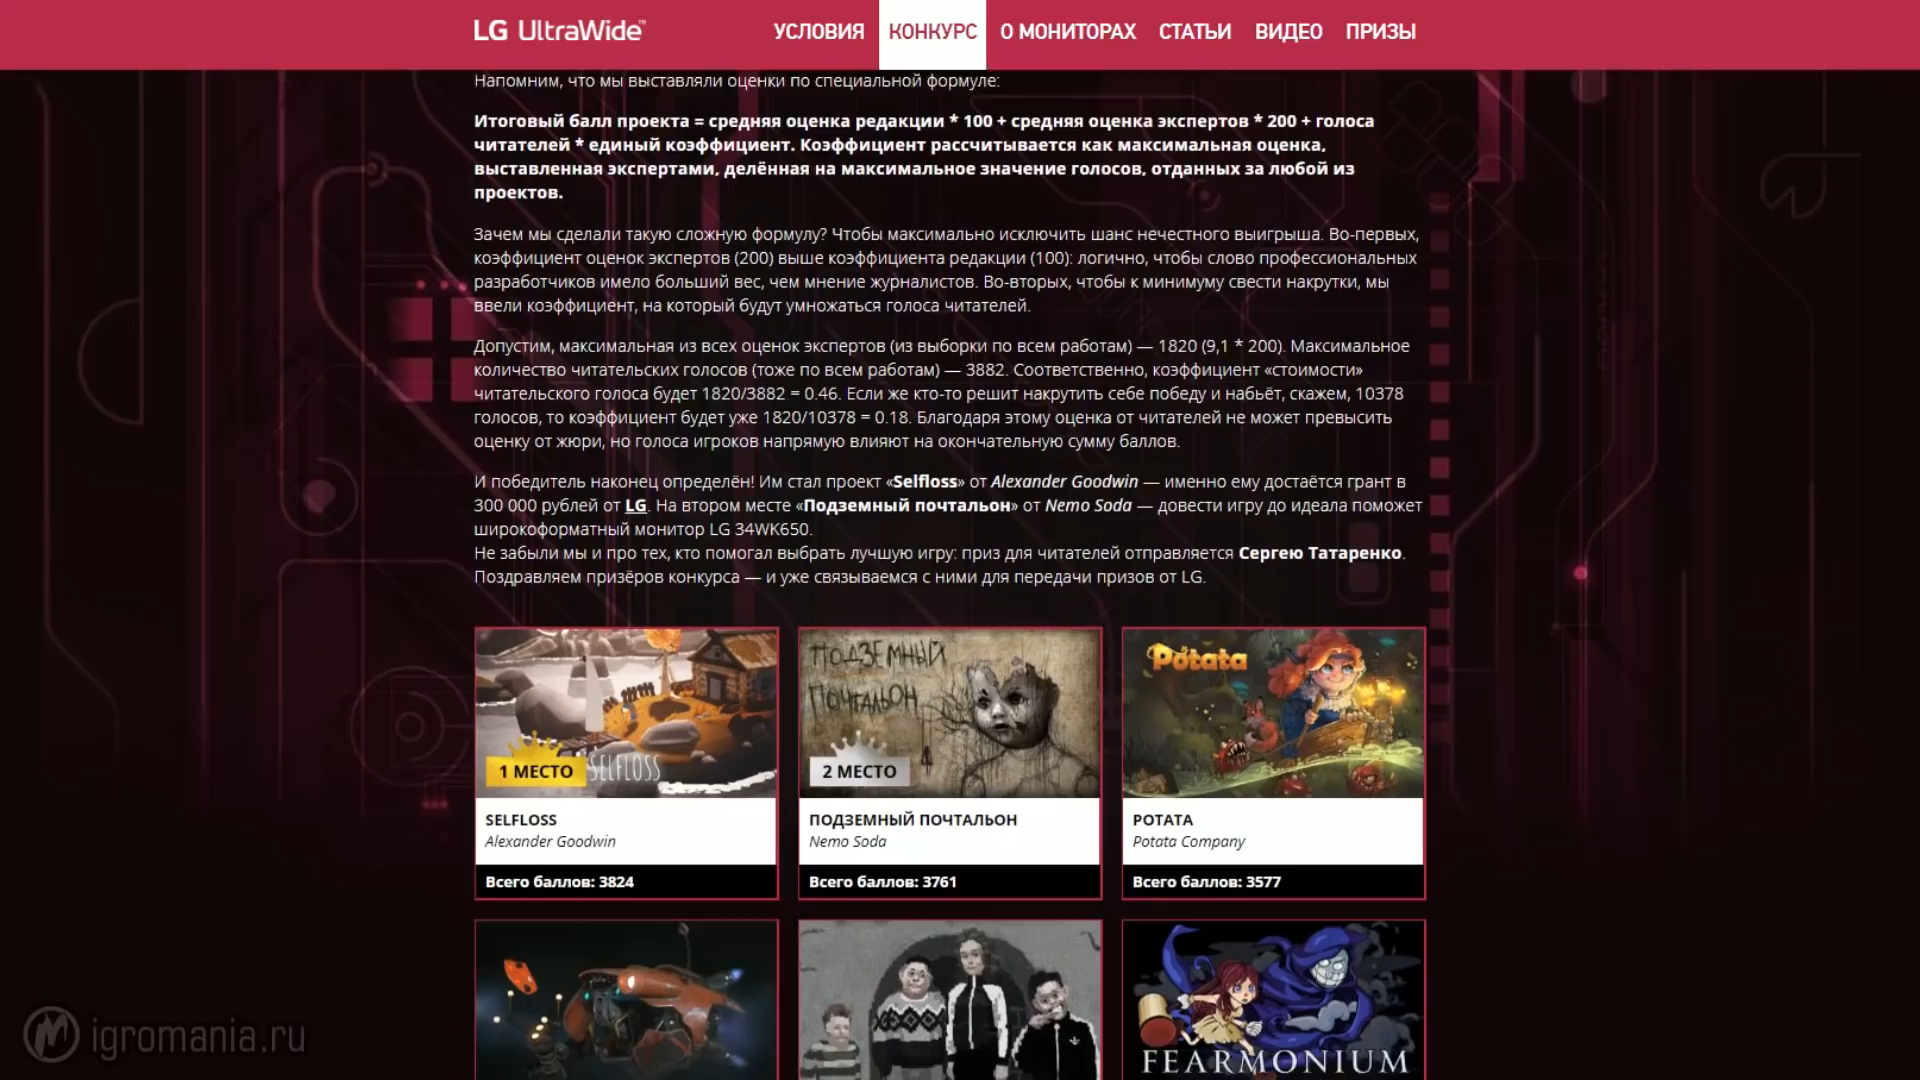 LG UltraWide™
УСЛОВИЯ
КОНКУРС
О МОНИТОРАХ
СТАТЬИ
ВИДЕО
ПРИЗЫ
Напомним, что мы выставляли оценки по специальной формуле:
Итоговый балл проекта = средняя оценка редакции * 100 + средняя оценка экспертов * 200 + голоса
читателей * единый коэффициент. Коэффициент рассчитывается как максимальная оценка,
выставленная экспертами, делённая на максимальное значение голосов, отданных за любой из
проектов.
Зачем мы сделали такую сложную формулу? Чтобы максимально исключить шанс нечестного выигрыша. Во-первых,
коэффициент оценок экспертов (200) выше коэффициента редакции (100): логично, чтобы слово профессиональных
разработчиков имело больший вес, чем мнение журналистов. Во-вторых, чтобы к минимуму свести накрутки, мы
ввели коэффициент, на который будут умножаться голоса читателей.
Допустим, максимальная из всех оценок экспертов (из выборки по всем работам) — 1820 (9,1 * 200). Максимальное
количество читательских голосов (тоже по всем работам) — 3882. Соответственно, коэффициент «стоимости»
читательского голоса будет 1820/3882 = 0.46. Если же кто-то решит накрутить себе победу и набьёт, скажем, 10378
голосов, то коэффициент будет уже 1820/10378 = 0.18. Благодаря этому оценка от читателей не может превысить
оценку от жюри, но голоса игроков напрямую влияют на окончательную сумму баллов.
И победитель наконец определён! Им стал проект «Selfloss» от Alexander Goodwin — именно ему достаётся грант в
300 000 рублей от LG. На втором месте «Подземный почтальон» от Nemo Soda — довести игру до идеала поможет
широкоформатный монитор LG 34WK650.
Не забыли мы и про тех, кто помогал выбрать лучшую игру: приз для читателей отправляется Сергею Татаренко.
Поздравляем призёров конкурса — и уже связываемся с ними для передачи призов от LG.
1 МЕСТО
SELFLOSS
SELFLOSS
Alexander Goodwin
Всего баллов: 3824
ПОДЗЕМНЫЙ
ПОЧТАЛЬОН
2 МЕСТО
ПОДЗЕМНЫЙ ПОЧТАЛЬОН
Nemo Soda
Всего баллов: 3761
Potata
POTATA
Potata Company
Всего баллов: 3577
FEARMONIUM
igromania.ru